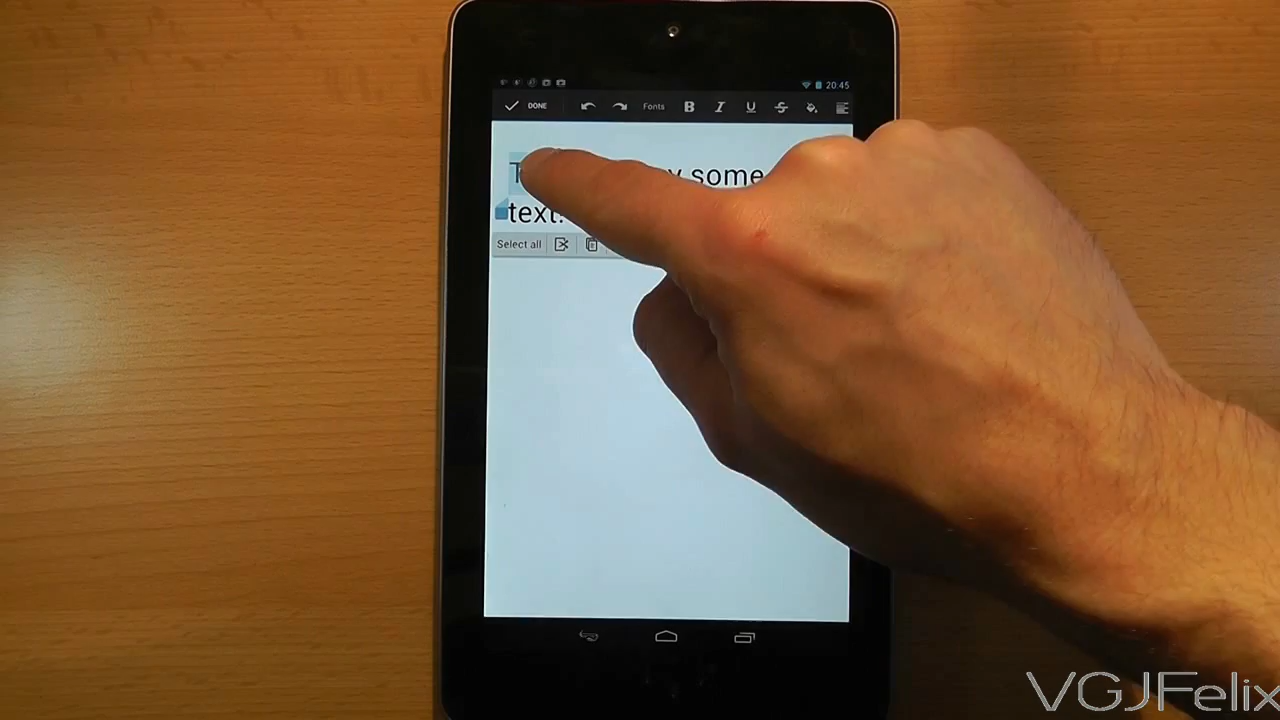 20:45
DONE Fonts B I U S
some
text.
Select all
VGJFelix